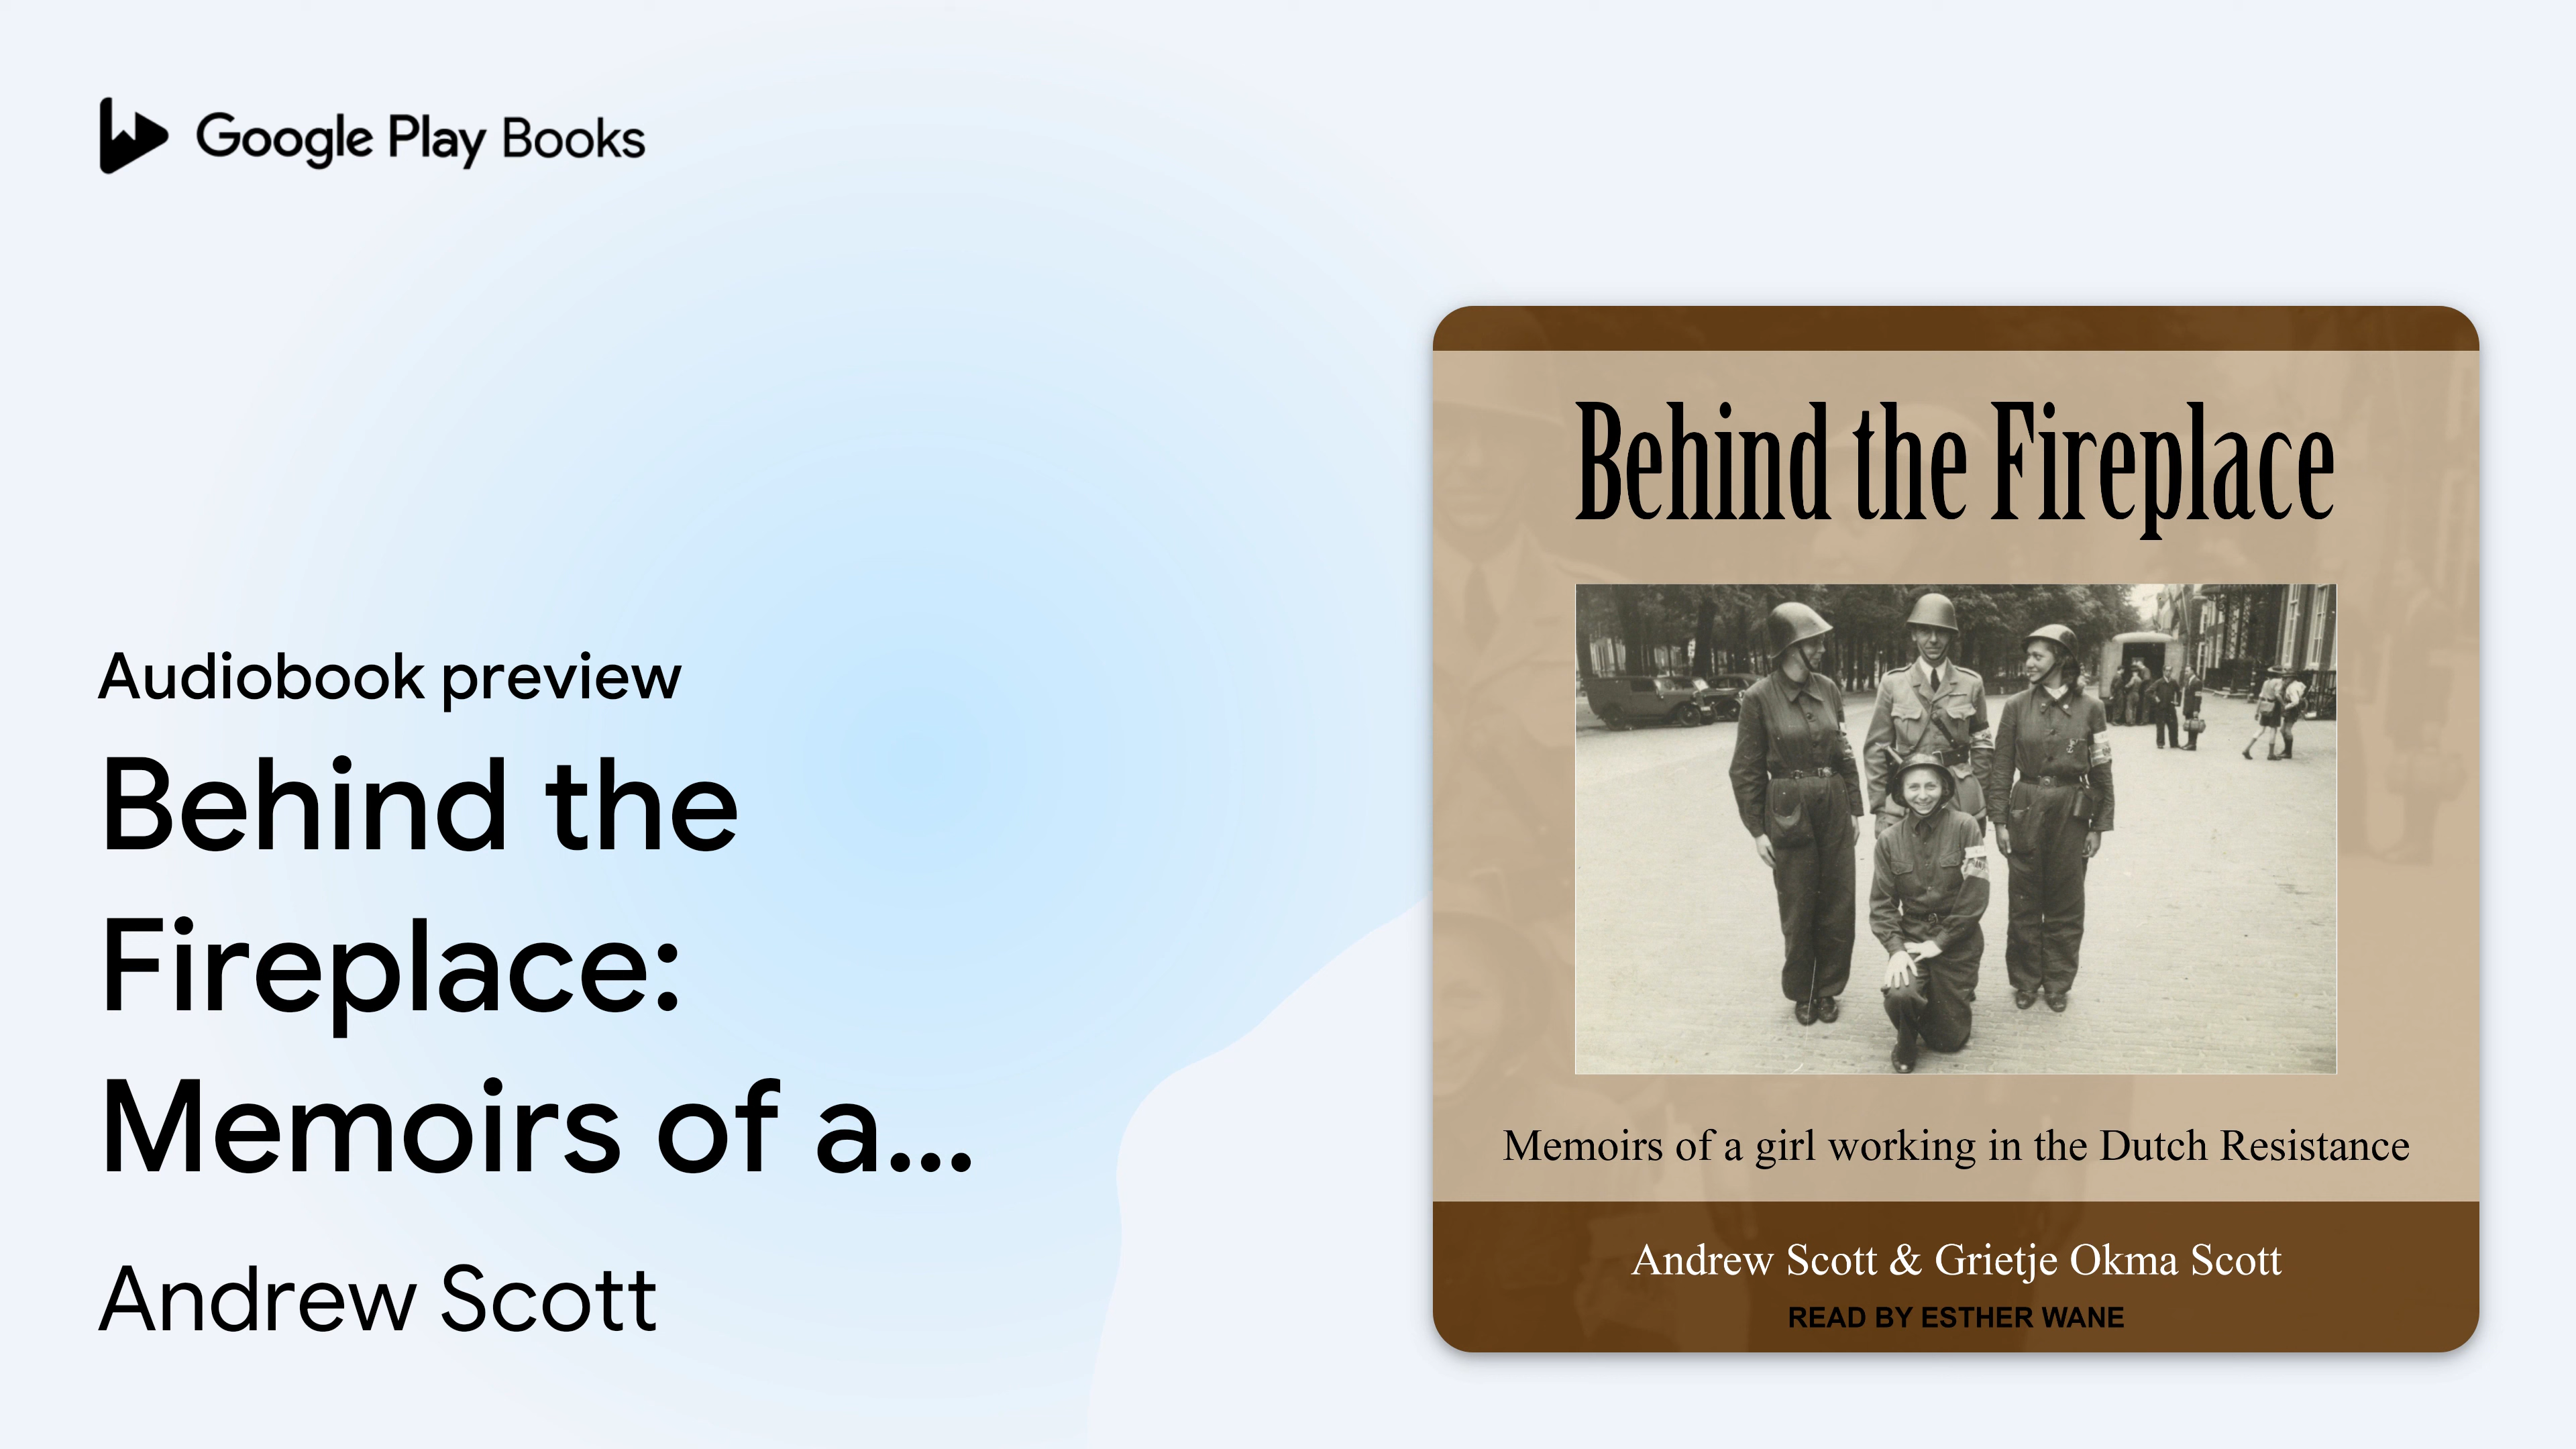 Google Play Books
Audiobook preview
Behind the
Fireplace:
Memoirs of a...
Andrew Scott
Behind the Fireplace
Memoirs of a girl working in the Dutch Resistance
Andrew Scott & Grietje Okma Scott
READ BY ESTHER WANE